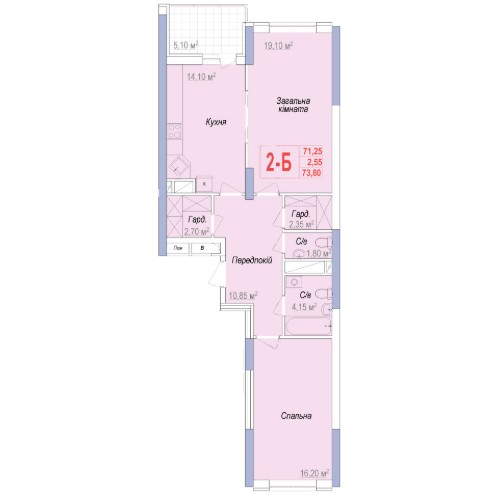 5,10 м²
19,10 м²
14,10 м²
Загальна
кімната
Кухня
2-Б
71,25
2,55
73,80
х
Гард.
2,70 м²
Гард.
2,35 м²
Пм
В
С/в
1,80 м²
Передпокій
10,85 м²
С/в
4,15 м²
Спальна
16,20 м²